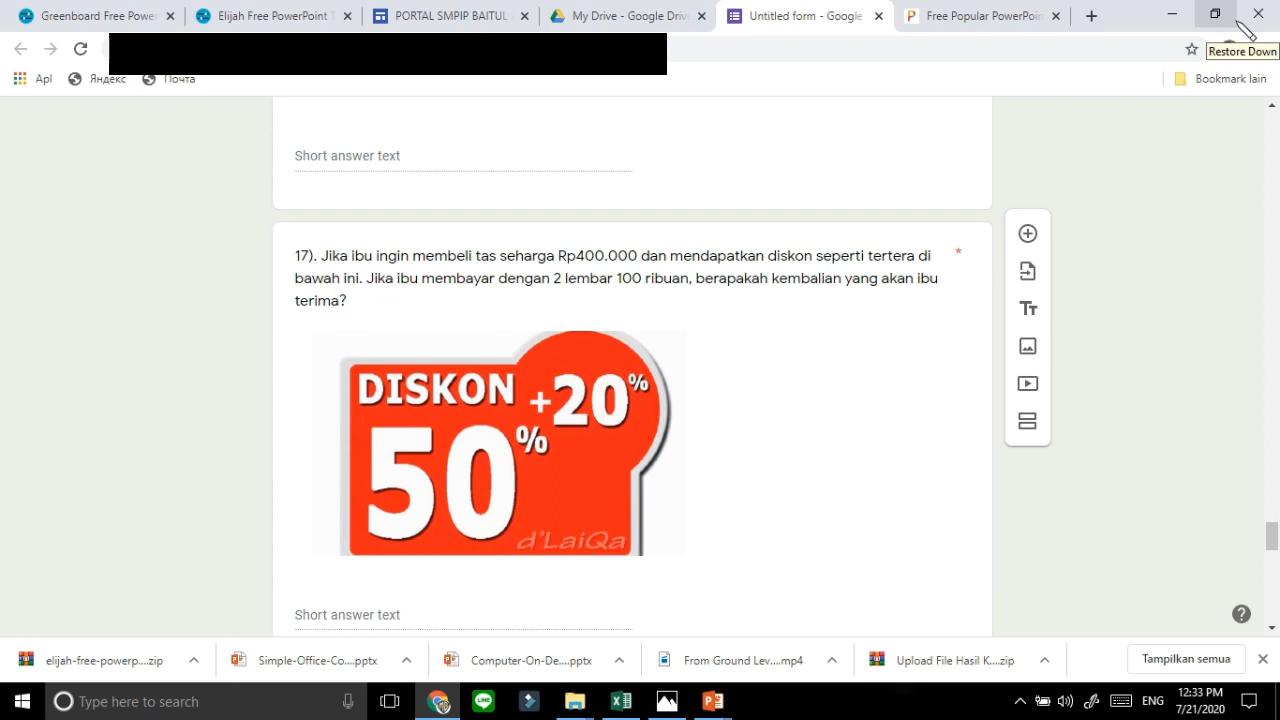 Greenboard Free Power
Elijah Free PowerPoint T
PORTAL SMPIP BAITUL
My Drive - Google Drive
Untitled form - Google
Free Popular PowerPoin
Restore Down
Apl
Яндекс
Почта
Bookmark lain
Short answer text
17). Jika ibu ingin membeli tas seharga Rp400.000 dan mendapatkan diskon seperti tertera di *
bawah ini. Jika ibu membayar dengan 2 lembar 100 ribuan, berapakah kembalian yang akan ibu
terima?
DISKON +20%
50%
d'LaiQa
Short answer text
elijah-free-powerp....zip
Simple-Office-Co....pptx
Computer-On-De....pptx
From Ground Lev....mp4
Upload File Hasil K....zip
Tampilkan semua
Type here to search
ENG
12:33 PM
7/21/2020